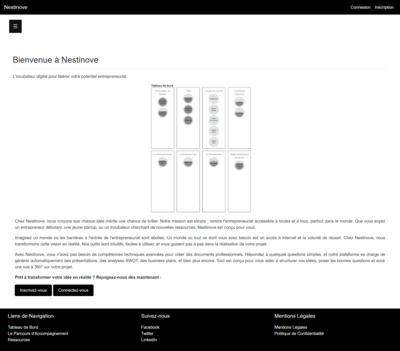 Nestinove
Connexion Inscription
☰
Bienvenue à Nestinove
L'incubateur digital pour libérer votre potentiel entrepreneurial.
Tableau de Bord
Chez Nestinove, nous croyons que chaque idée mérite une chance de briller. Notre mission est simple : rendre l'entrepreneuriat accessible à toutes et à tous, partout dans le monde. Que vous soyez
un entrepreneur débutant, une jeune startup, ou un incubateur cherchant de nouvelles ressources, Nestinove est conçu pour vous.
Imaginez un monde où les barrières à l'entrée de l'entrepreneuriat sont abolies. Un monde où tout ce dont vous avez besoin est un accès à internet et la volonté de réussir. Chez Nestinove, nous
transformons cette vision en réalité. Nos outils sont intuitifs, faciles à utiliser, et vous guident pas à pas dans la réalisation de votre projet.
Avec Nestinove, vous n'avez pas besoin de compétences techniques avancées pour créer des documents professionnels. Répondez à quelques questions simples, et notre plateforme se charge de
générer automatiquement des présentations, des analyses SWOT, des business plans, et bien plus encore. Tout est conçu pour vous aider à structurer vos idées, poser les bonnes questions et avoir
une vue à 360° sur votre projet.
Prêt à transformer votre idée en réalité ? Rejoignez-nous dès maintenant :
Inscrivez-vous Connectez-vous
Liens de Navigation
Tableau de Bord
Le Parcours d'Accompagnement
Ressources
Suivez-nous
Facebook
Twitter
LinkedIn
Mentions Légales
Mentions Légales
Politique de Confidentialité